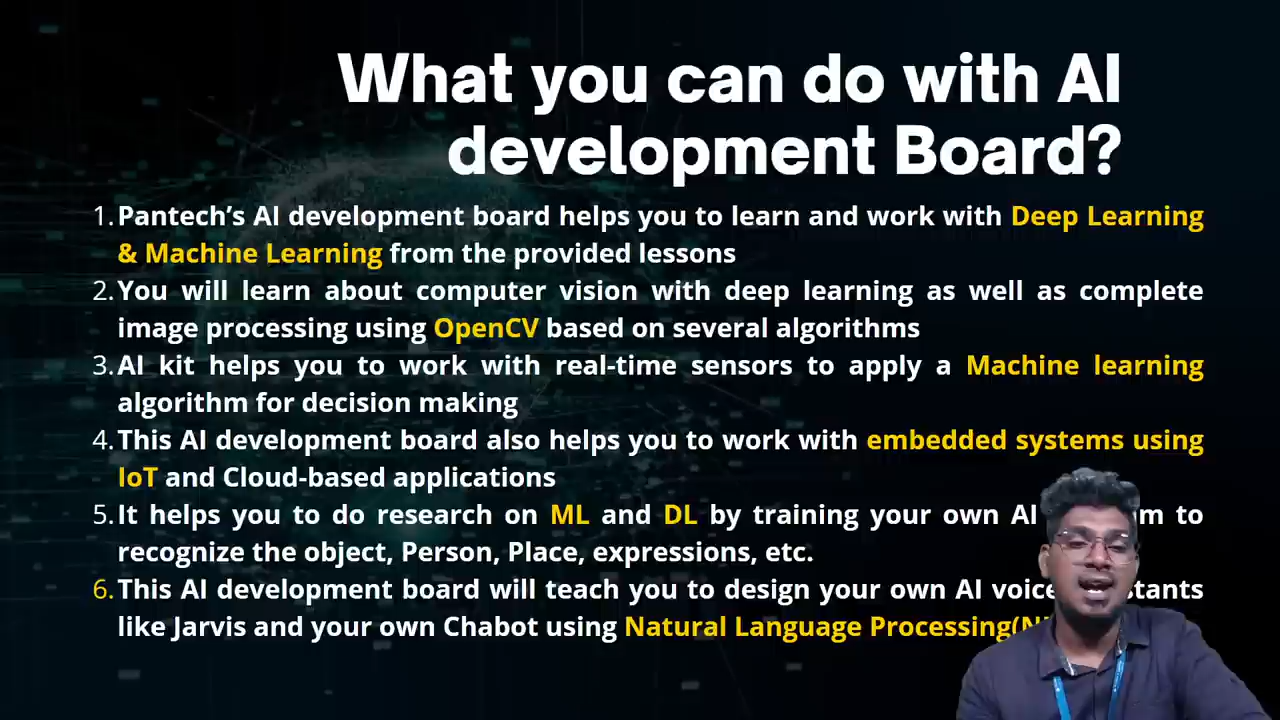 What you can do with AI
development Board?
1. Pantech's AI development board helps you to learn and work with Deep Learning
& Machine Learning from the provided lessons
2. You will learn about computer vision with deep learning as well as complete
image processing using OpenCV based on several algorithms
3. AI kit helps you to work with real-time sensors to apply a Machine learning
algorithm for decision making
4. This AI development board also helps you to work with embedded systems using
IoT and Cloud-based applications
5. It helps you to do research on ML and DL by training your own AI to
recognize the object, Person, Place, expressions, etc.
6. This AI development board will teach you to design your own AI voice
like Jarvis and your own Chabot using Natural Language Processing